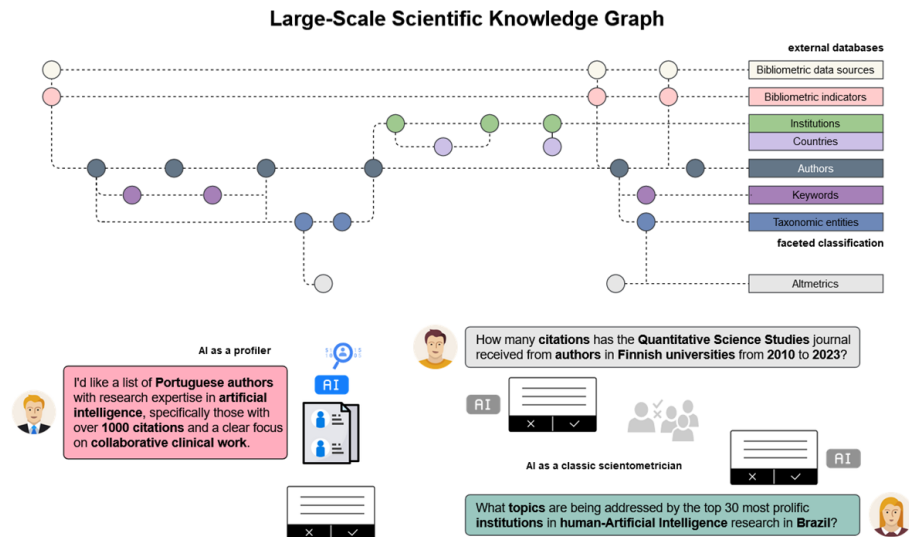 Large-Scale Scientific Knowledge Graph
external databases
Bibliometric data sources
Bibliometric indicators
Institutions
Countries
Authors
Keywords
Taxonomic entities
faceted classification
Altmetrics
AI as a profiler
AI
I'd like a list of Portuguese authors
with research expertise in artificial
intelligence, specifically those with
over 1000 citations and a clear focus
on collaborative clinical work.
How many citations has the Quantitative Science Studies journal
received from authors in Finnish universities from 2010 to 2023?
AI
AI as a classic scientometrician
AI
What topics are being addressed by the top 30 most prolific
institutions in human-Artificial Intelligence research in Brazil?